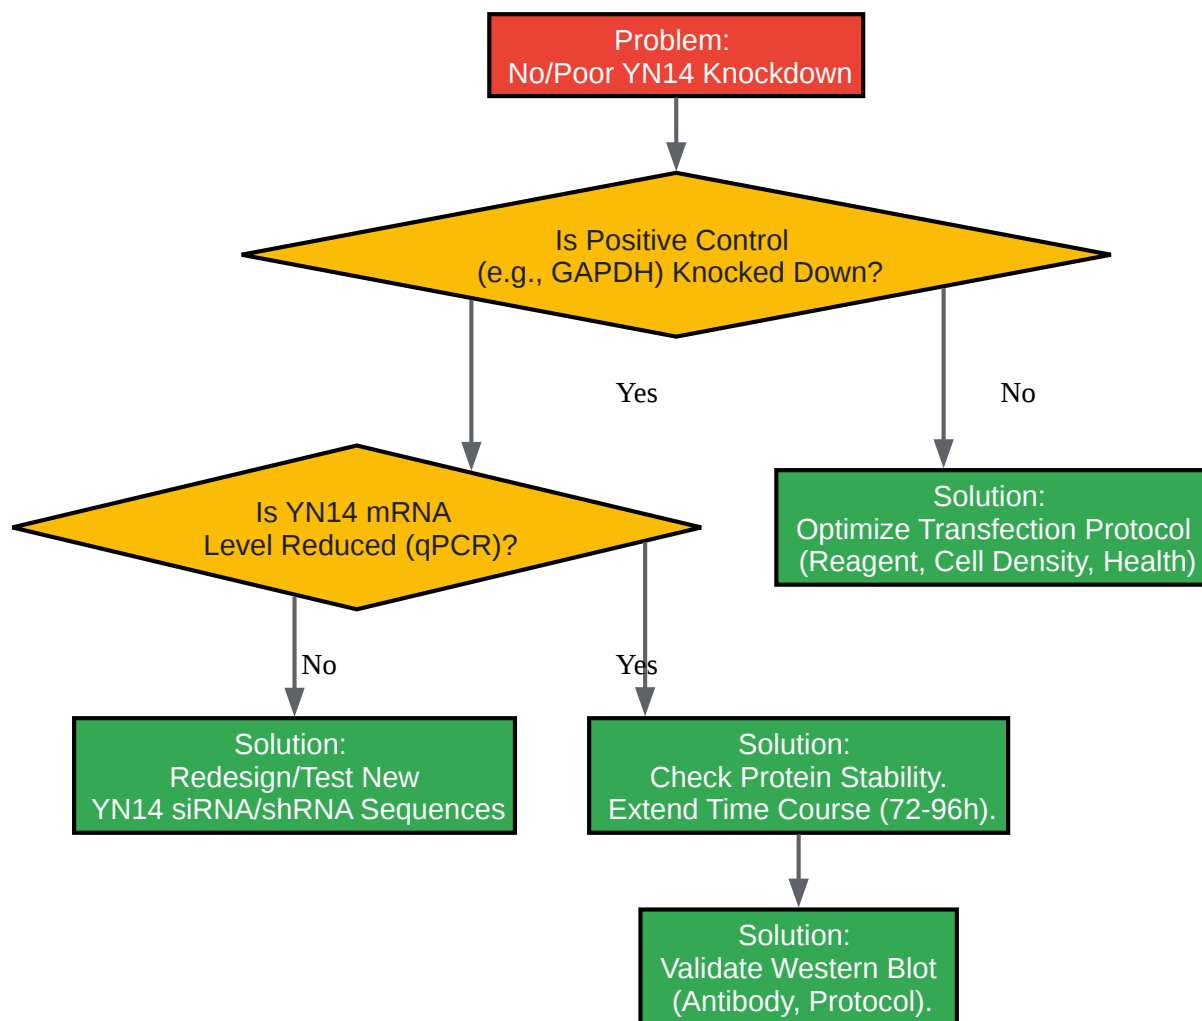 Problem:
No/Poor YN14 Knockdown
Is Positive Control
(e.g., GAPDH) Knocked Down?
Yes
No
Is YN14 mRNA
Level Reduced (qPCR)?
Solution:
Optimize Transfection Protocol
(Reagent, Cell Density, Health)
No
Yes
Solution:
Redesign/Test New
YN14 siRNA/shRNA Sequences
Solution:
Check Protein Stability.
Extend Time Course (72-96h).
Solution:
Validate Western Blot
(Antibody, Protocol).